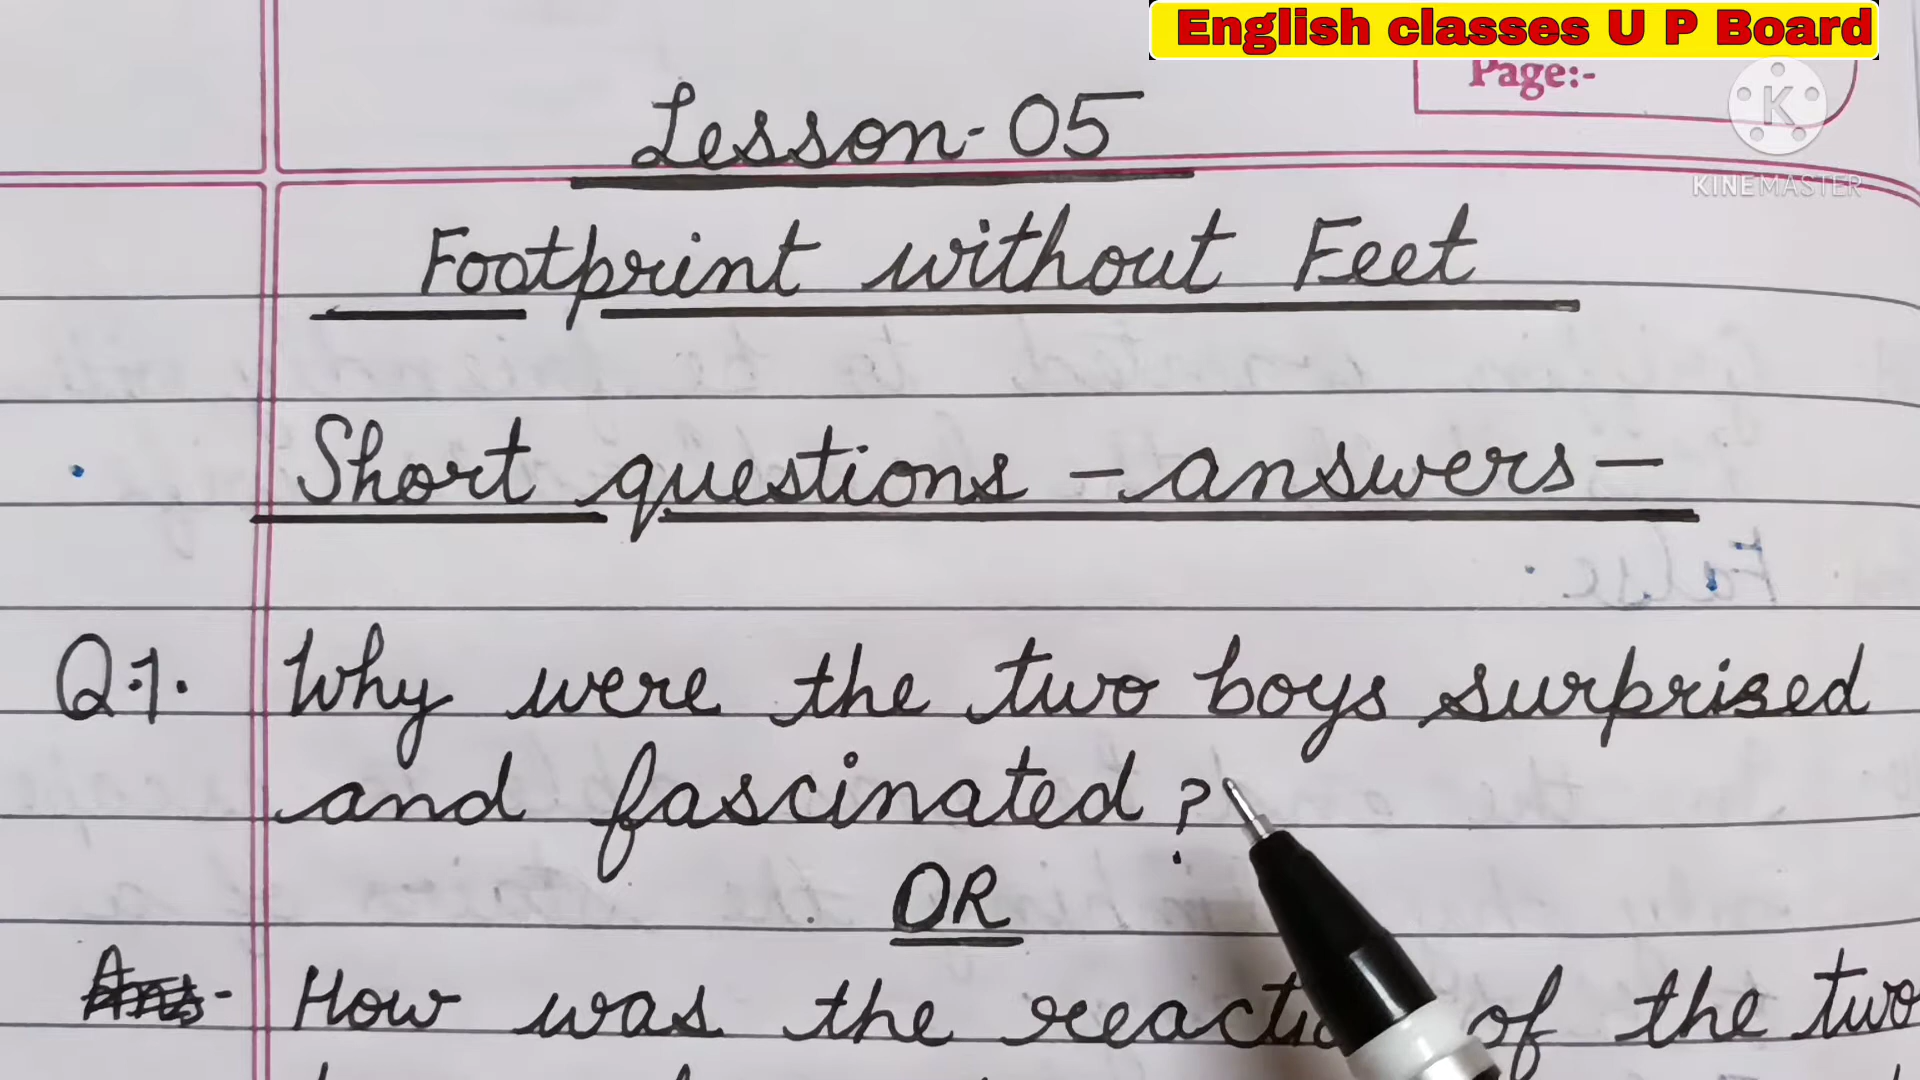 English classes U P Board
Page:-
KINEMASTER
Lesson-05
Footprint without Feet
Short questions - answers -
Q.1. Why were the two boys surprised
and fascinated?
OR
How was the reaction of the two